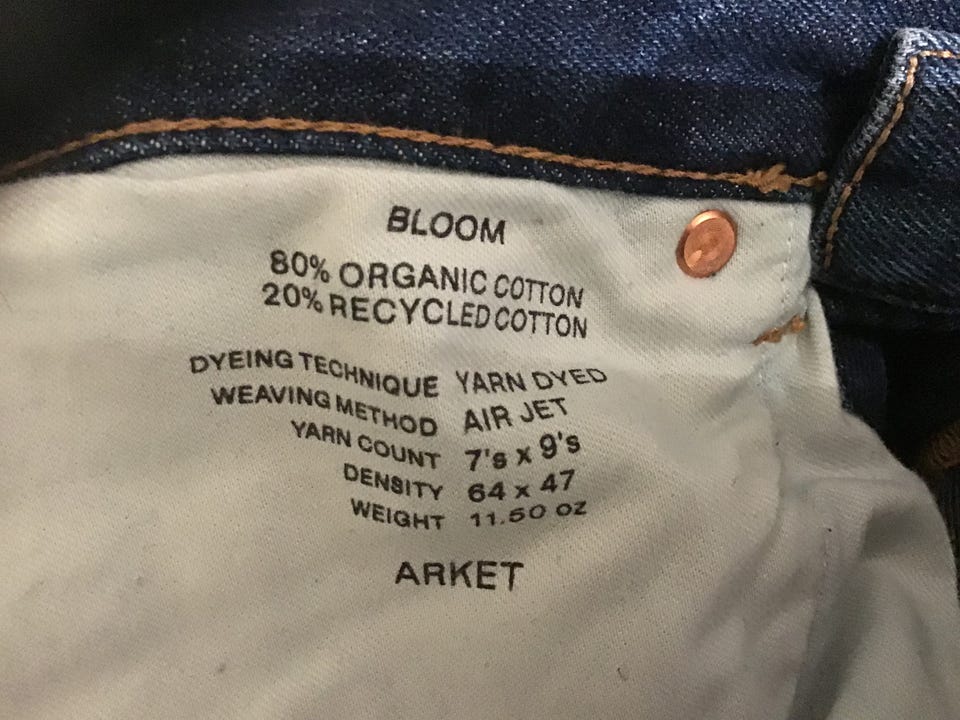 BLOOM
80% ORGANIC COTTON
20% RECYCLED COTTON
DYEING TECHNIQUE YARN DYED
WEAVING METHOD AIR JET
YARN COUNT 7's x 9's
DENSITY 64 x 47
WEIGHT 11.50 OZ
ARKET